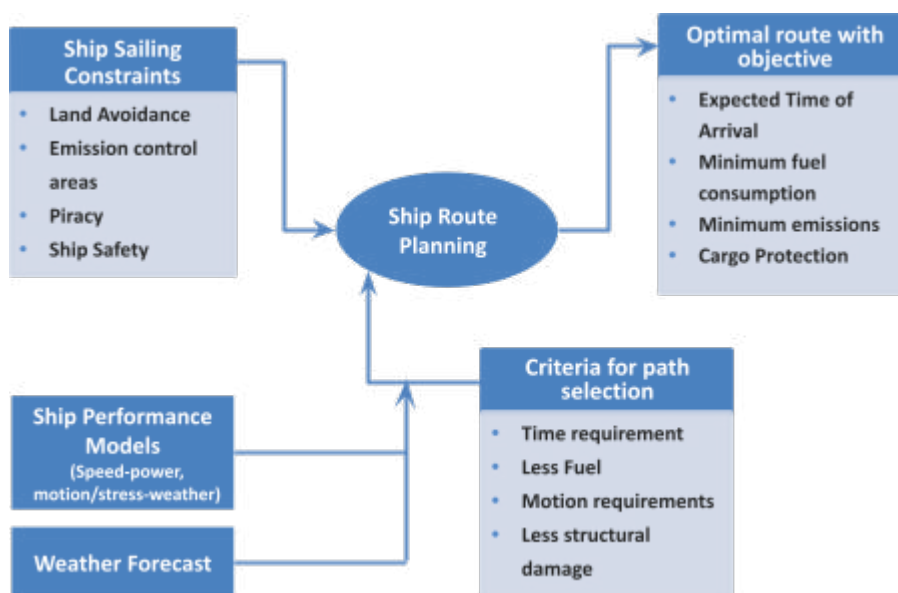 Ship Sailing
Constraints
• Land Avoidance
• Emission control
areas
• Piracy
• Ship Safety
Ship Route
Planning
Optimal route with
objective
• Expected Time of
Arrival
• Minimum fuel
consumption
• Minimum emissions
• Cargo Protection
Criteria for path
selection
• Time requirement
• Less Fuel
• Motion requirements
• Less structural
damage
Ship Performance
Models
(Speed-power,
motion/stress-weather)
Weather Forecast